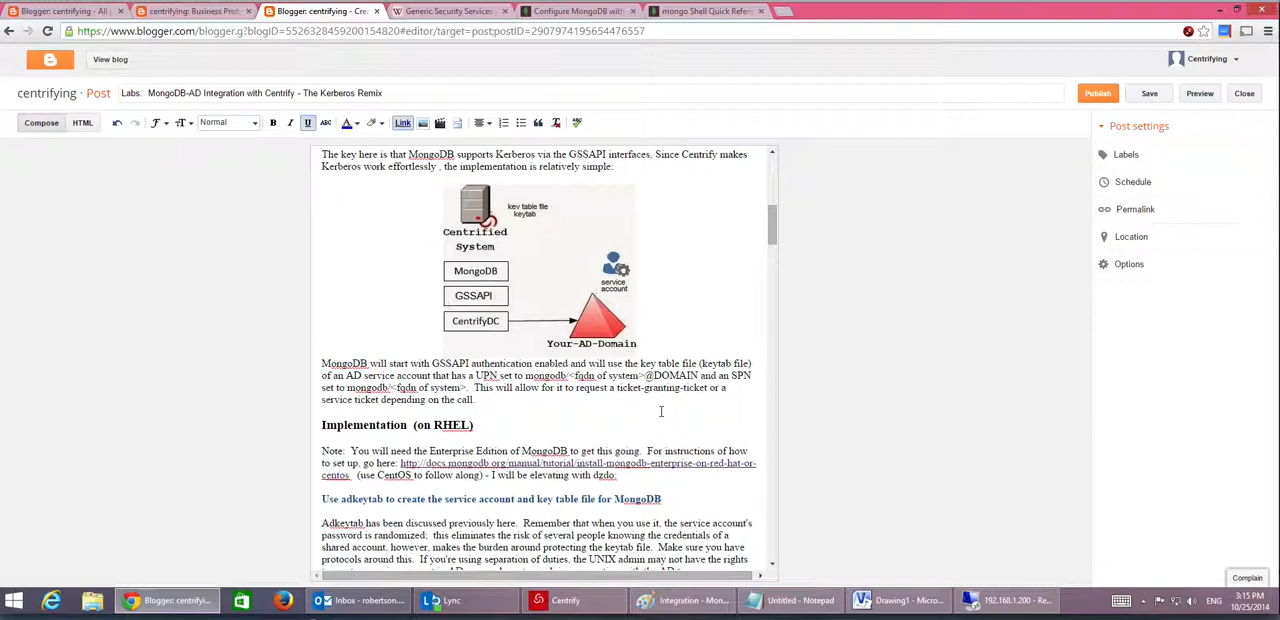 Blogger: centrifying - All
centrifying: Business Prob
Blogger: centrifying - Cre
Generic Security Services
Configure MongoDB with
mongo Shell Quick Refere
https://www.blogger.com/blogger.g?blogID=5526328459200154820#editor/target=post;postID=2907974195654476557
View blog
Centrifying
centrifying · Post
Labs: MongoDB-AD Integration with Centrify - The Kerberos Remix
Publish
Save
Preview
Close
Compose
HTML
Normal
B
I
U
ABC
A
Link
Post settings
Labels
Schedule
Permalink
Location
Options
The key here is that MongoDB supports Kerberos via the GSSAPI interfaces, Since Centrify makes
Kerberos work effortlessly , the implementation is relatively simple:
key table file
keytab
Centrified
System
MongoDB
GSSAPI
CentrifyDC
service
account
Your-AD-Domain
MongoDB will start with GSSAPI authentication enabled and will use the key table file (keytab file)
of an AD service account that has a UPN set to mongodb/<fqdn of system>@DOMAIN and an SPN
set to mongodb/<fqdn of system>. This will allow for it to request a ticket-granting-ticket or a
service ticket depending on the call.
Implementation (on RHEL)
Note: You will need the Enterprise Edition of MongoDB to get this going. For instructions of how
to set up, go here: http://docs.mongodb.org/manual/tutorial/install-mongodb-enterprise-on-red-hat-or-
centos (use CentOS to follow along) - I will be elevating with dzdo:
Use adkeytab to create the service account and key table file for MongoDB
Adkeytab has been discussed previously here. Remember that when you use it, the service account's
password is randomized; this eliminates the risk of several people knowing the credentials of a
shared account, however, makes the burden around protecting the keytab file. Make sure you have
protocols around this. If you're using separation of duties, the UNIX admin may not have the rights
Complain
Blogger: centrifyi...
Inbox - robertson....
Lync
Centrify
Integration - Mon...
Untitled - Notepad
Drawing1 - Micros...
192.168.1.200 - Re...
ENG
3:15 PM
10/25/2014